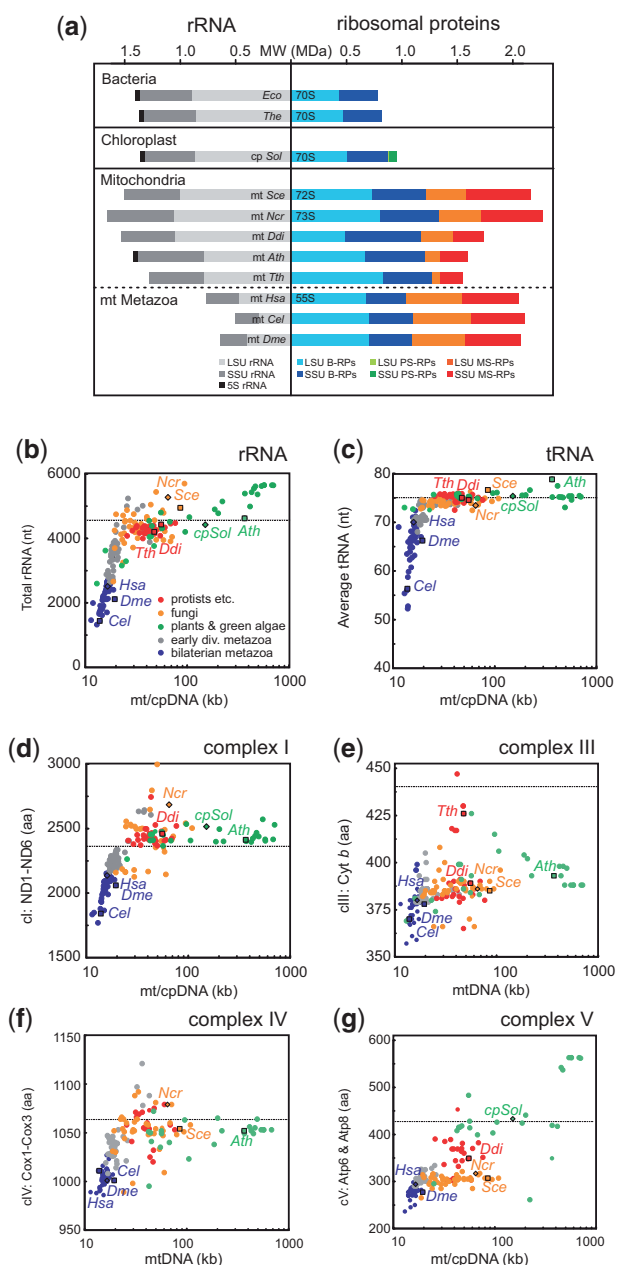 (a)
rRNA ribosomal proteins
1.5 1.0 0.5 MW (MDa) 0.5 1.0 1.5 2.0
Bacteria
Eco 70S
The 70S
Chloroplast
cp Sol 70S
Mitochondria
mt Sce 72S
mt Ncr 73S
mt Ddi
mt Ath
mt Tth
mt Metazoa mt Hsa 55S
mt Cel
mt Dme
LSU rRNA LSU B-RPs LSU PS-RPs LSU MS-RPs
SSU rRNA SSU B-RPs SSU PS-RPs SSU MS-RPs
5S rRNA
(b) rRNA
6000
4000
2000
0
Total rRNA (nt)
Ncr
Sce
Tth
Ddi
cpSol
Ath
Hsa
Dme
Cel
protists etc.
fungi
plants & green algae
early div. metazoa
bilaterian metazoa
10 100 1000
mt/cpDNA (kb)
(c) tRNA
80
70
60
50
40
Average tRNA (nt)
Tth
Ddi
Sce
Ath
Hsa
Ncr
cpSol
Dme
Cel
10 100 1000
mt/cpDNA (kb)
(d) complex I
3000
2500
2000
1500
cI: ND1-ND6 (aa)
Ncr
Ddi
cpSol
Ath
Hsa
Dme
Cel
10 100 1000
mt/cpDNA (kb)
(e) complex III
450
425
400
375
350
cIII: Cyt b (aa)
Tth
Ddi
Ncr
Ath
Hsa
Sce
Dme
Cel
10 100 1000
mtDNA (kb)
(f) complex IV
1150
1100
1050
1000
950
cIV: Cox1-Cox3 (aa)
Ncr
Sce
Ath
Cel
Dme
Hsa
10 100 1000
mtDNA (kb)
(g) complex V
600
500
400
300
200
cV: Atp6 & Atp8 (aa)
cpSol
Ddi
Ncr
Hsa
Sce
Dme
10 100 1000
mt/cpDNA (kb)